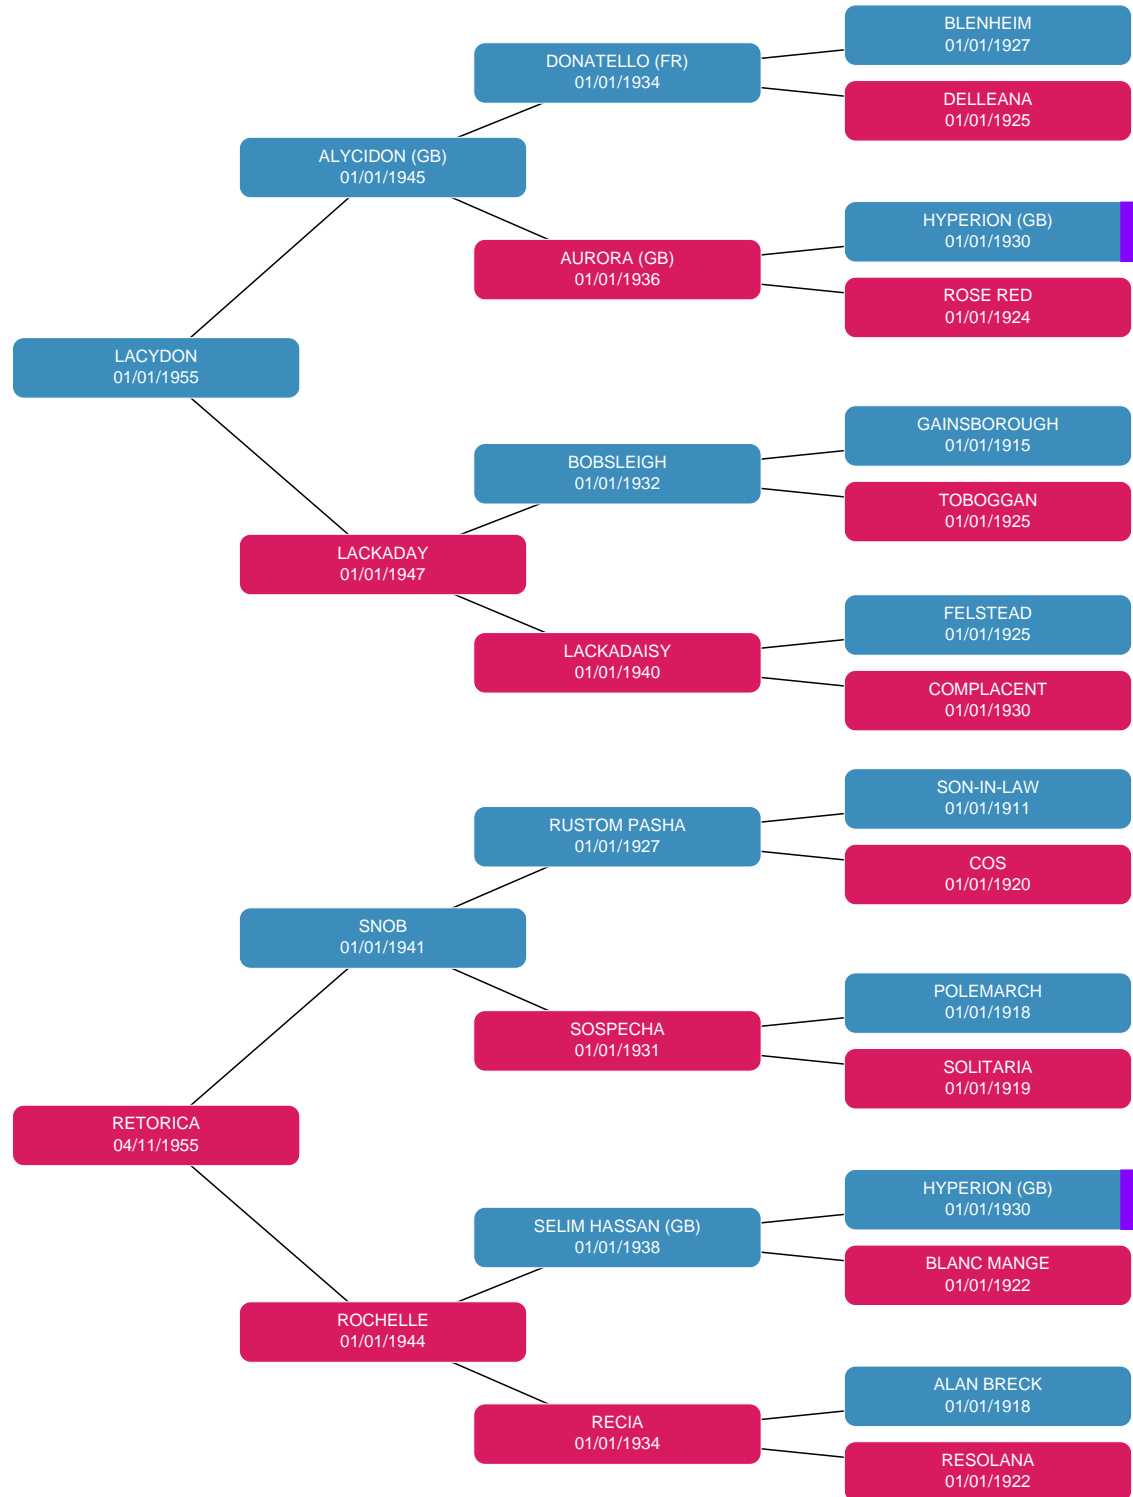 BLENHEIM
01/01/1927
DONATELLO (FR)
01/01/1934
DELLEANA
01/01/1925
ALYCIDON (GB)
01/01/1945
HYPERION (GB)
01/01/1930
AURORA (GB)
01/01/1936
ROSE RED
01/01/1924
LACYDON
01/01/1955
GAINSBOROUGH
01/01/1915
BOBSLEIGH
01/01/1932
TOBOGGAN
01/01/1925
LACKADAY
01/01/1947
FELSTEAD
01/01/1925
LACKADAISY
01/01/1940
COMPLACENT
01/01/1930
SON-IN-LAW
01/01/1911
RUSTOM PASHA
01/01/1927
COS
01/01/1920
SNOB
01/01/1941
POLEMARCH
01/01/1918
SOSPECHA
01/01/1931
SOLITARIA
01/01/1919
RETORICA
04/11/1955
HYPERION (GB)
01/01/1930
SELIM HASSAN (GB)
01/01/1938
BLANC MANGE
01/01/1922
ROCHELLE
01/01/1944
ALAN BRECK
01/01/1918
RECIA
01/01/1934
RESOLANA
01/01/1922